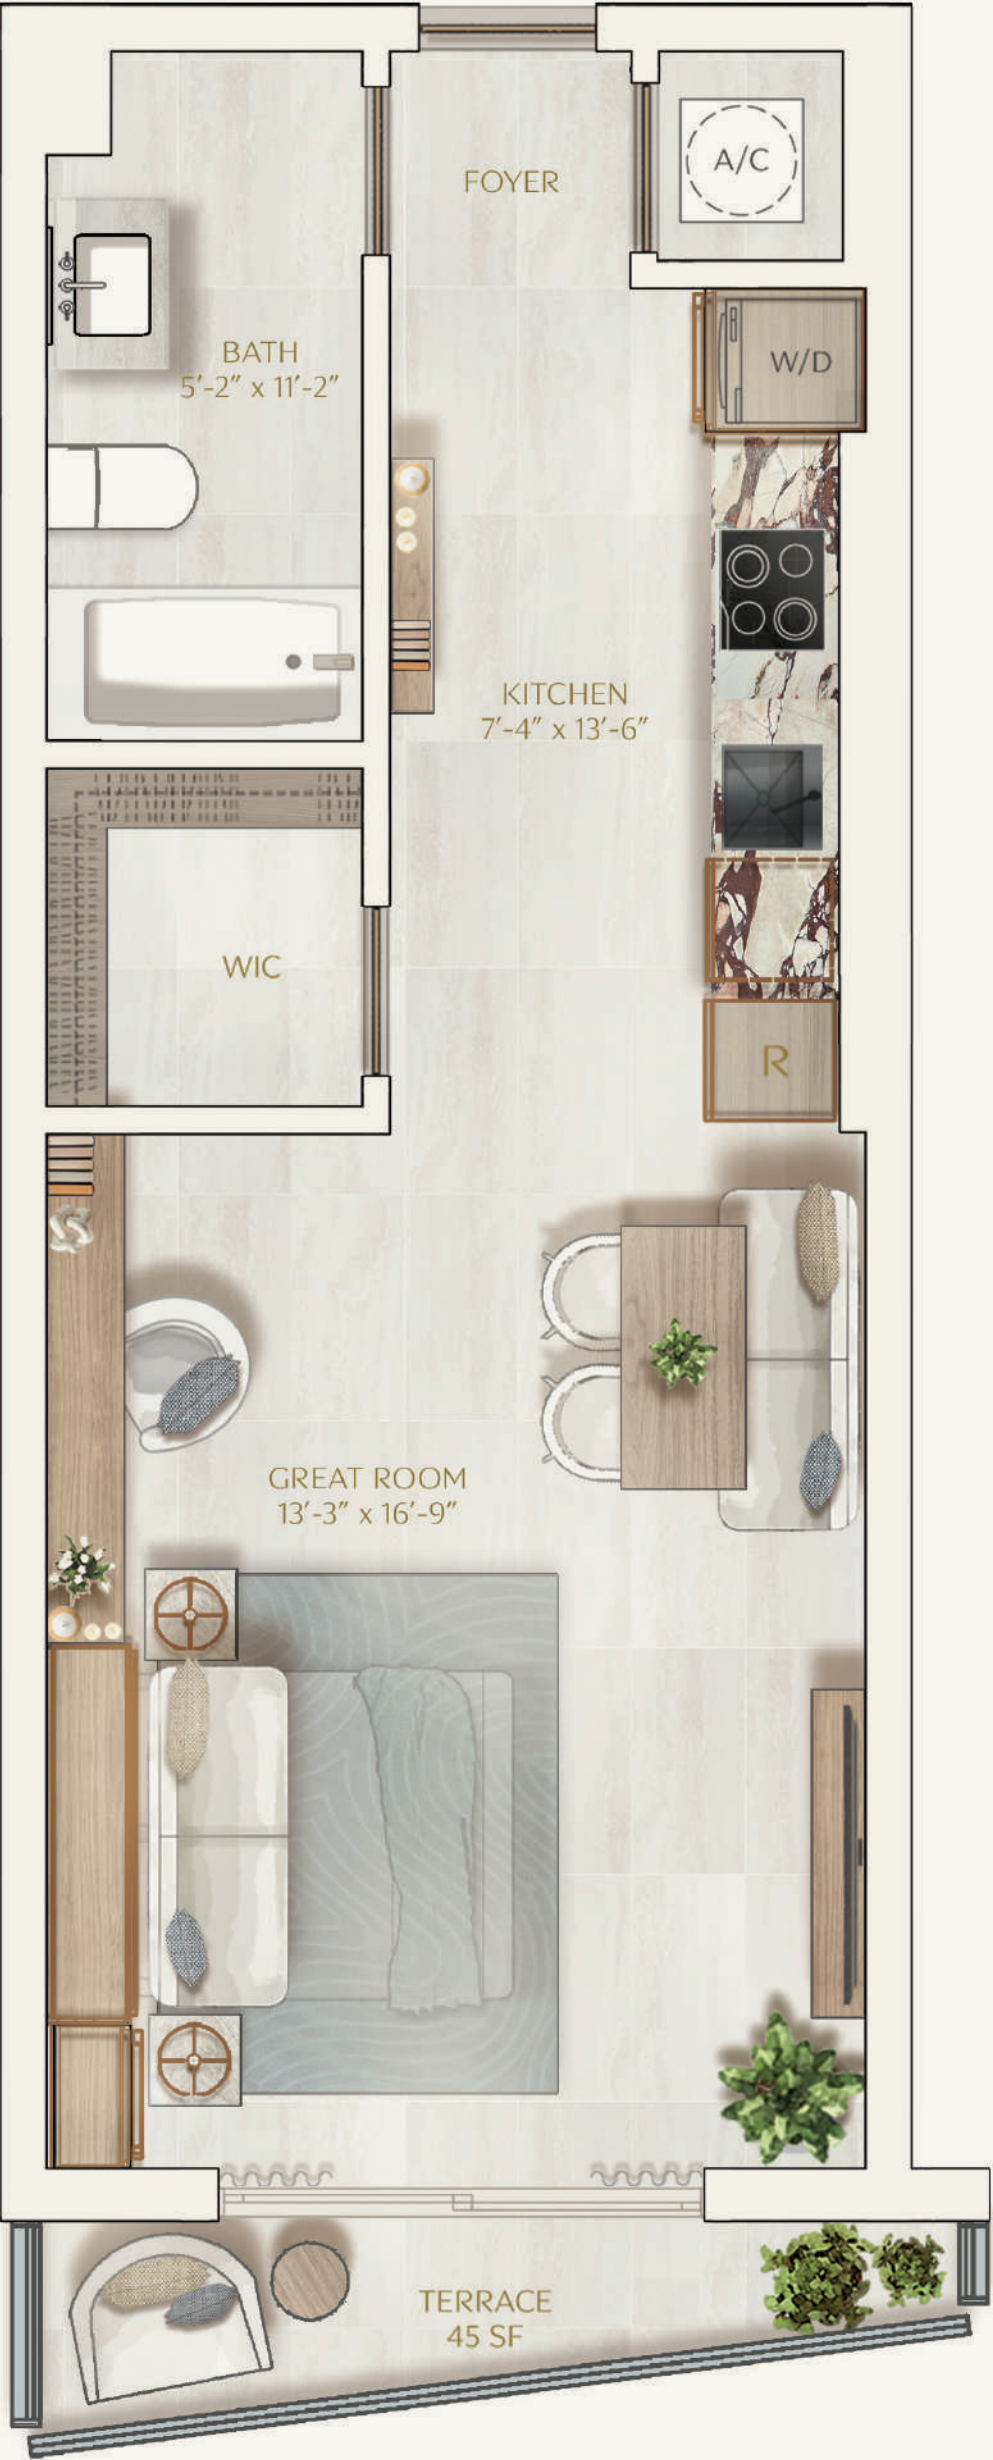 FOYER
A/C
BATH
5′-2″ x 11′-2″
W/D
KITCHEN
7′-4″ x 13′-6″
WIC
R
GREAT ROOM
13′-3″ x 16′-9″
TERRACE
45 SF